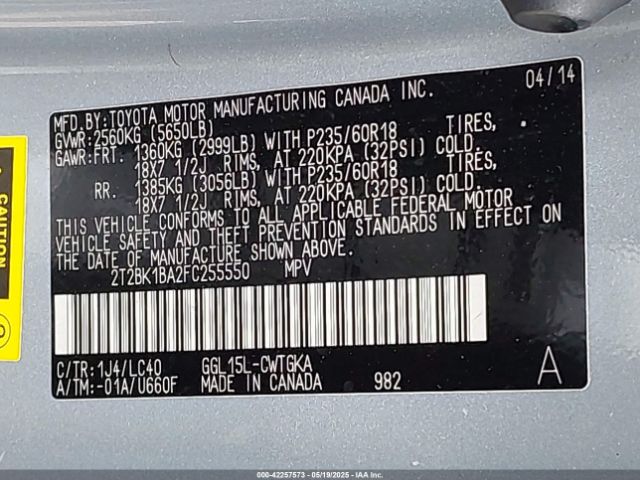 MFD.BY:TOYOTA MOTOR MANUFACTURING CANADA INC. 04/14
GVWR:2560KG (5650LB)
GAWR:FRT. 1360KG (2999LB) WITH P235/60R18 TIRES,
18X7 1/2J RIMS, AT 220KPA (32PSI) COLD.
RR. 1385KG (3056LB) WITH P235/60R18 TIRES,
18X7 1/2J RIMS, AT 220KPA (32PSI) COLD.
THIS VEHICLE CONFORMS TO ALL APPLICABLE FEDERAL MOTOR
VEHICLE SAFETY AND THEFT PREVENTION STANDARDS IN EFFECT ON
THE DATE OF MANUFACTURE SHOWN ABOVE.
2T2BK1BA2FC255550 MPV
C/TR:1J4/LC40 GGL15L-CWTGKA
A/TM:-01A/U660F MADE IN CANADA 982 A
CAUTION
000-42257573 - 05/19/2025 - IAAI.com